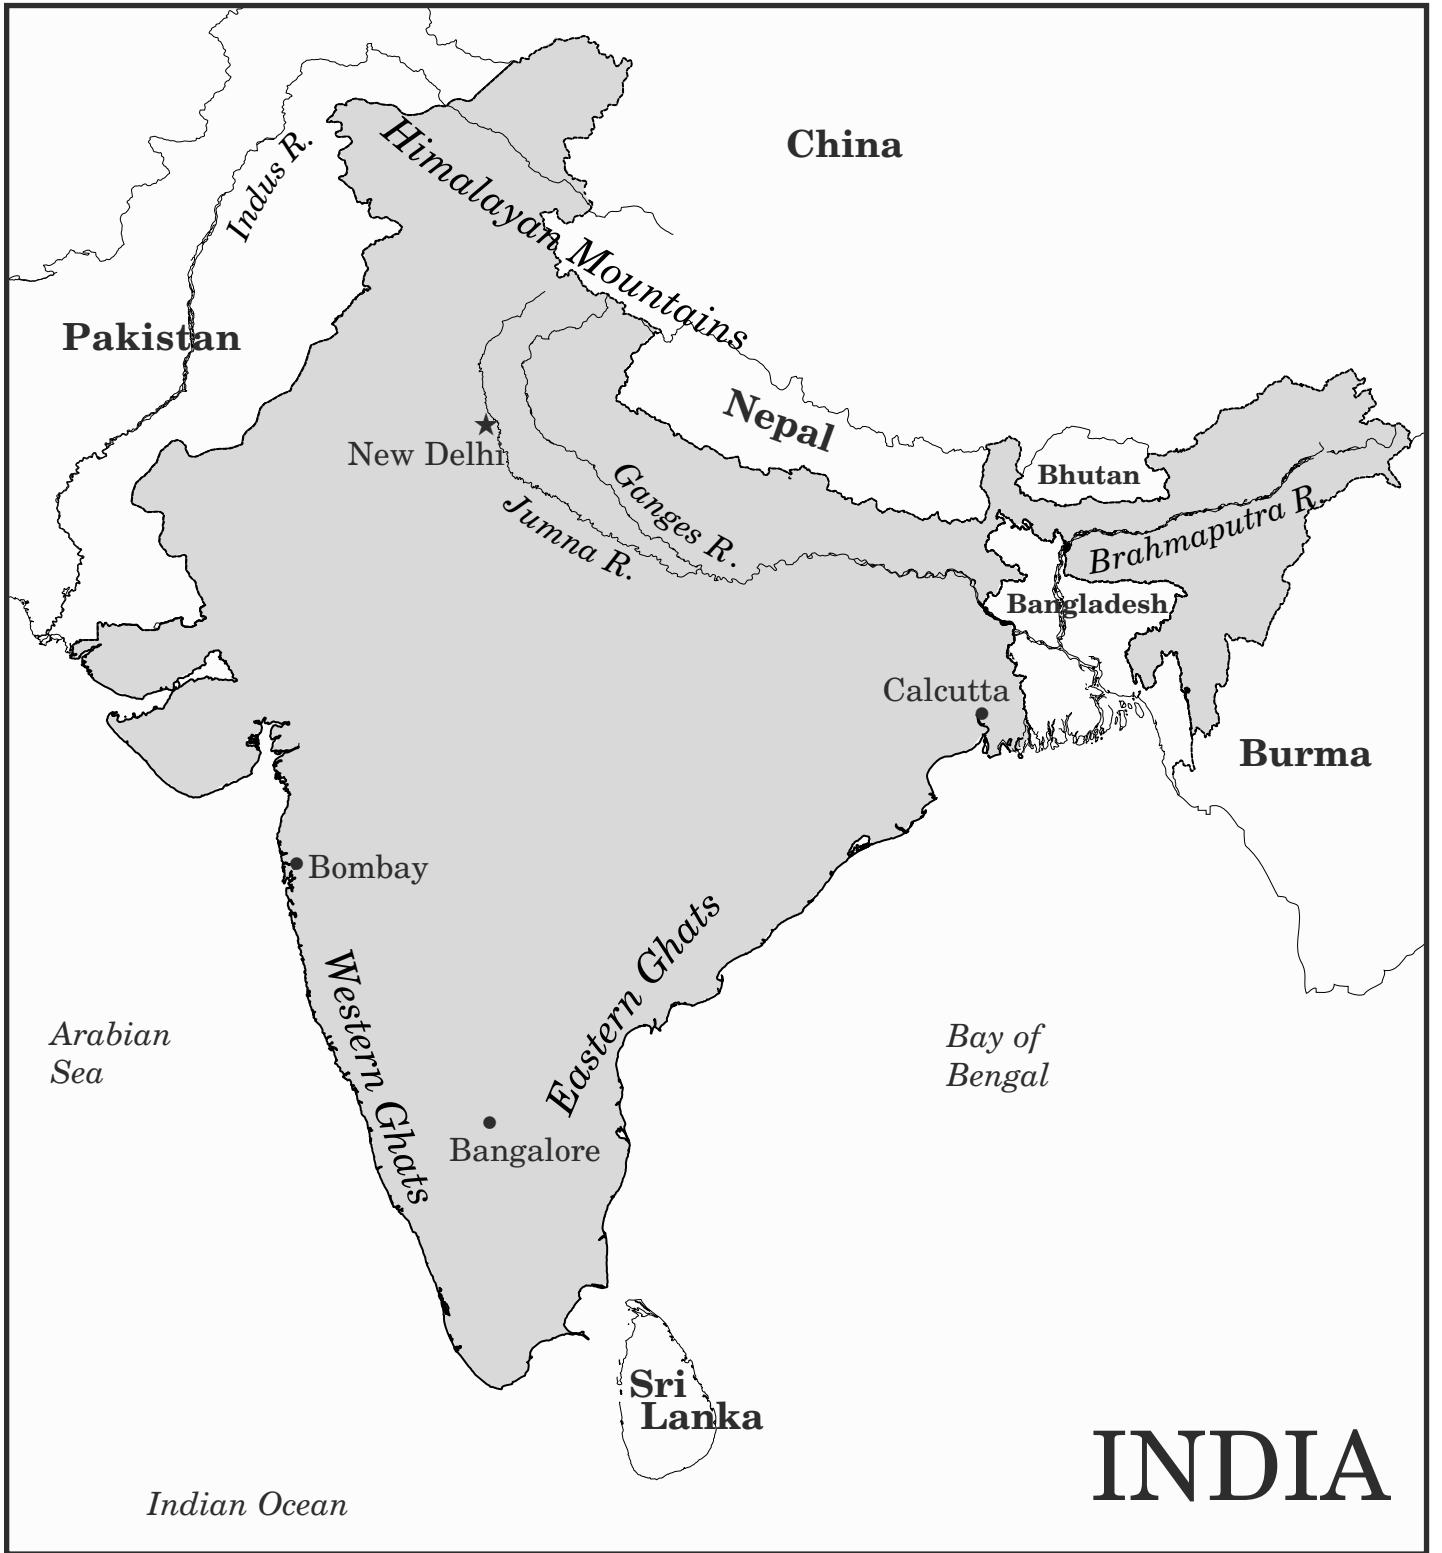 China
Indus R.
Himalayan Mountains
Pakistan
Nepal
New Delhi
Bhutan
Ganges R.
Jumna R.
Brahmaputra R.
Bangladesh
Calcutta
Burma
Bombay
Eastern Ghats
Western Ghats
Arabian
Sea
Bay of
Bengal
Bangalore
Sri
Lanka
INDIA
Indian Ocean